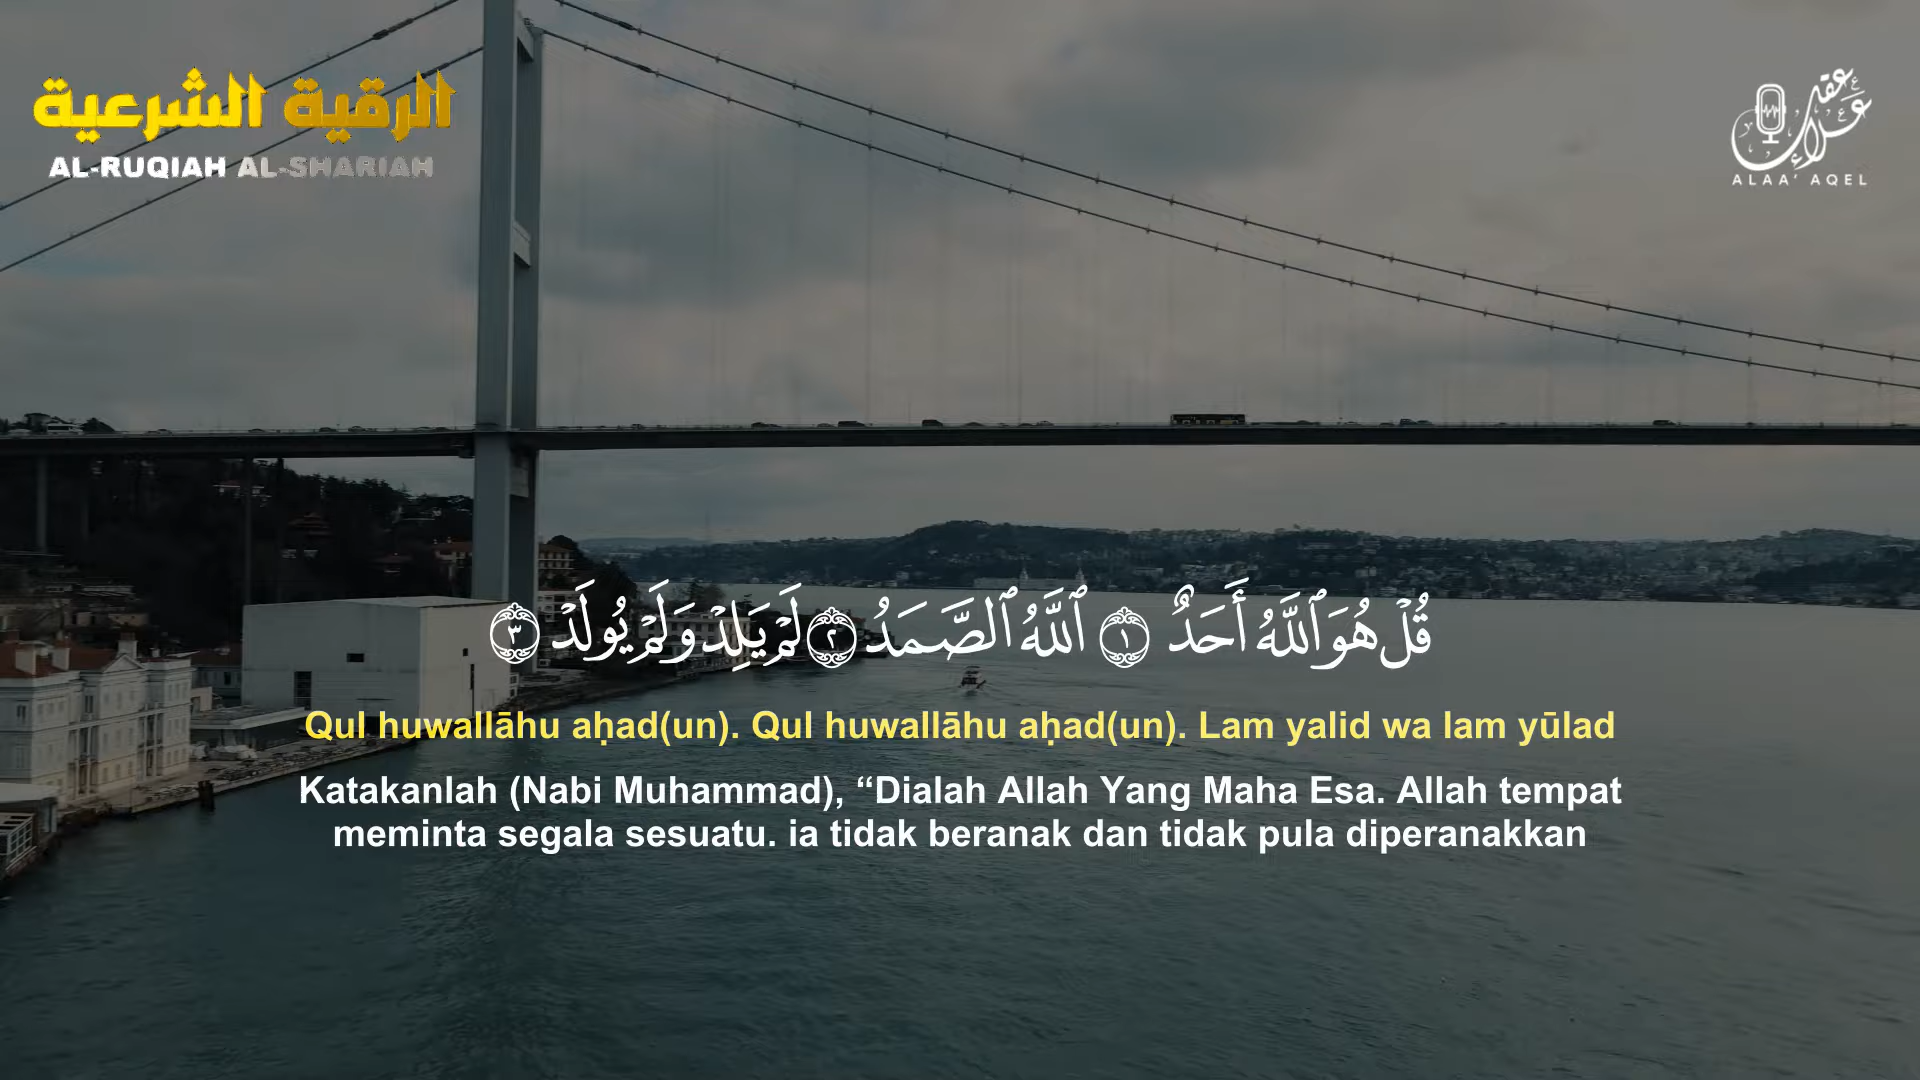 الرقية الشرعية
AL-RUQIAH AL-SHARIAH
علاء عقل
ALAA' AQEL
قُلۡ هُوَ ٱللَّهُ أَحَدٌ ١ ٱللَّهُ ٱلصَّمَدُ ٢ لَمۡ يَلِدۡ وَلَمۡ يُولَدۡ ٣
Qul huwallāhu aḥad(un). Qul huwallāhu aḥad(un). Lam yalid wa lam yūlad
Katakanlah (Nabi Muhammad), “Dialah Allah Yang Maha Esa. Allah tempat
meminta segala sesuatu. ia tidak beranak dan tidak pula diperanakkan